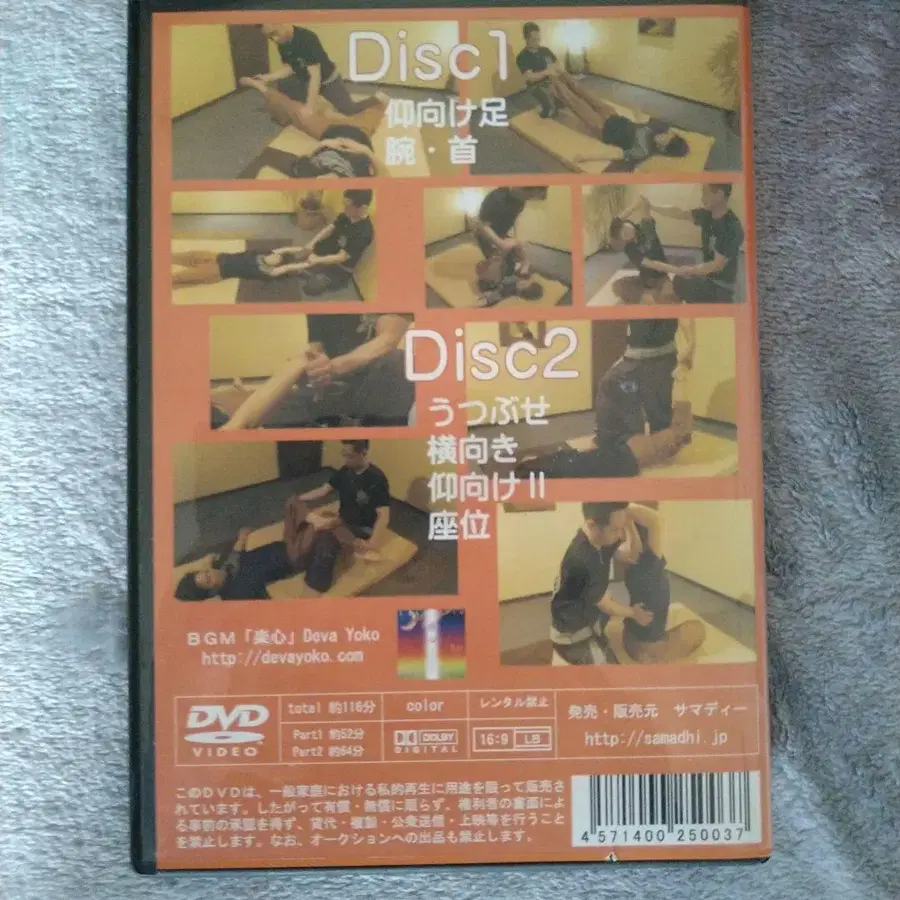 Disc1
仰向け足
腕・首
Disc2
うつぶせ
横向き
仰向けⅡ
座位
BGM「楽心」Deva Yoko
http://devayoko.com
DVD
VIDEO
total 約116分
Part1 約52分
Part2 約64分
color
DOLBY
DIGITAL
レンタル禁止
16:9 LB
発売・販売元 サマディー
http://samadhi.jp
このDVDは、一般家庭における私的再生に用途を限って販売さ
れています。したがって有償・無償に限らず、権利者の書面によ
る事前の承諾を得ず、貸代・複製・公衆送信・上映等を行うこと
を禁止します。なお、オークションへの出品も禁止します。
4 571400 250037